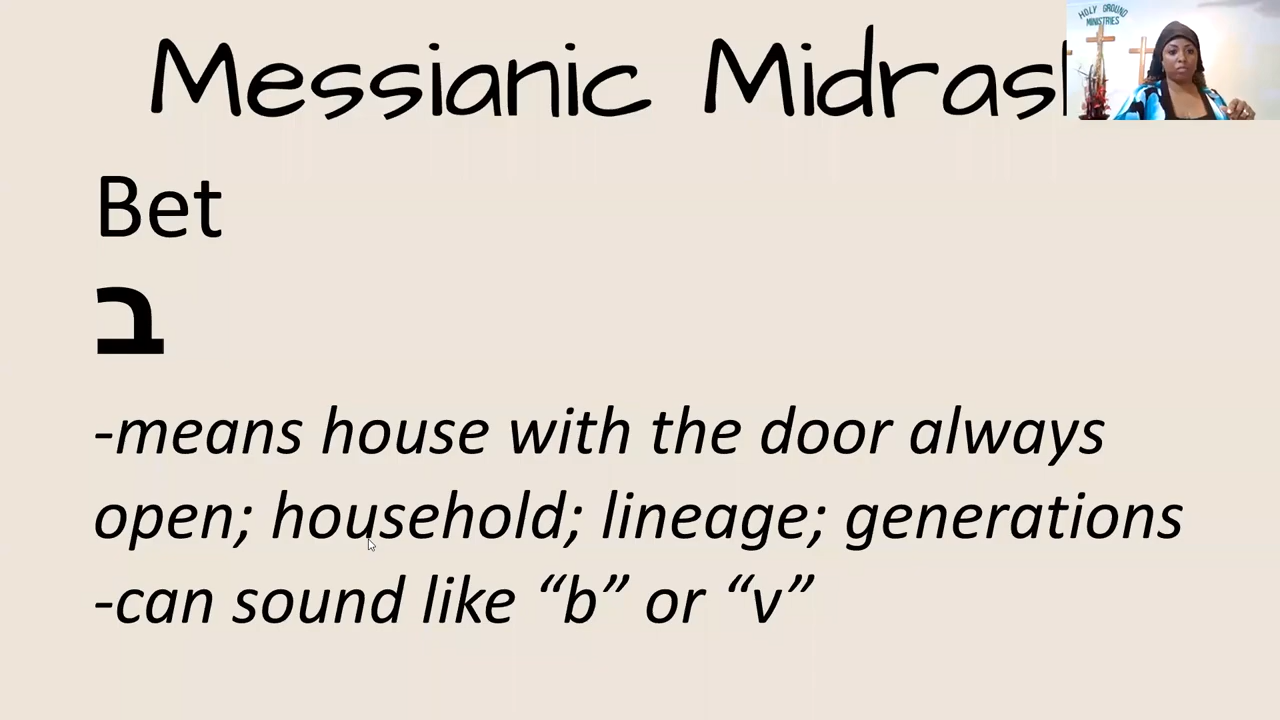 Messianic Midrash
HOLY GROUND
MINISTRIES
Bet
ב
-means house with the door always
open; household; lineage; generations
-can sound like “b” or “v”